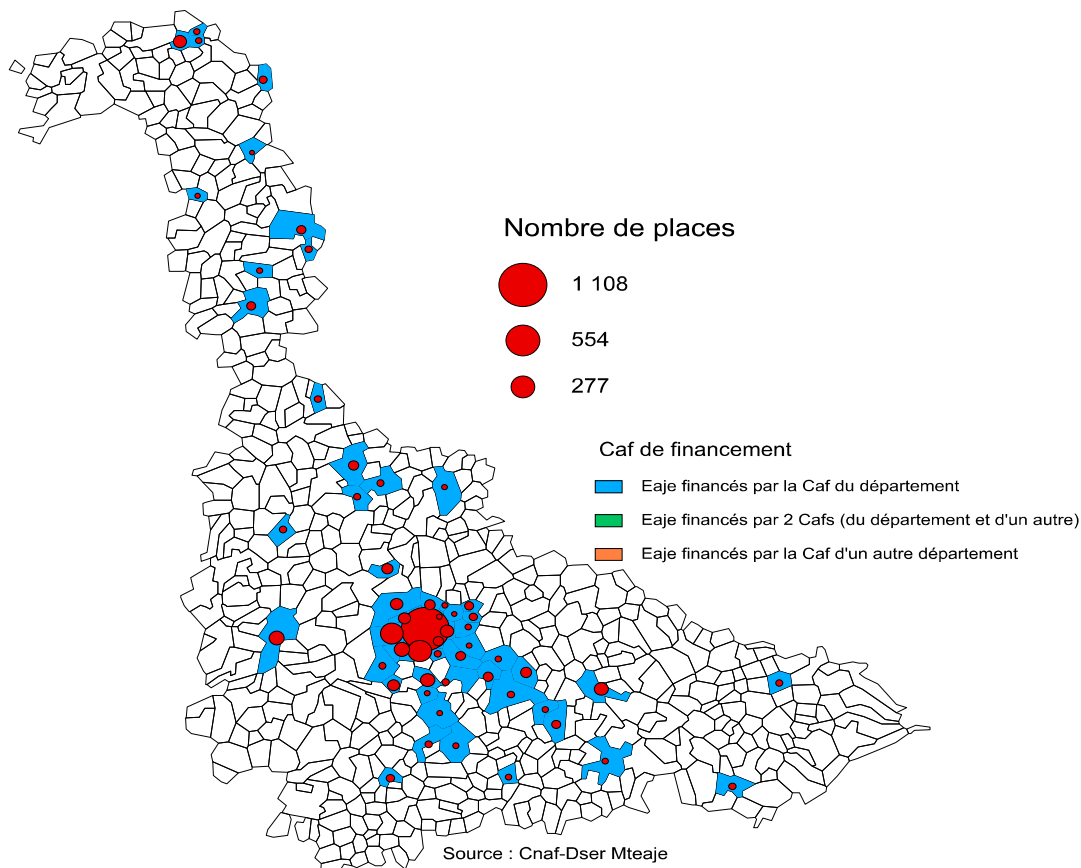 Nombre de places
1 108
554
277
Caf de financement
Eaje financés par la Caf du département
Eaje financés par 2 Cafs (du département et d'un autre)
Eaje financés par la Caf d'un autre département
Source : Cnaf-Dser Mteaje